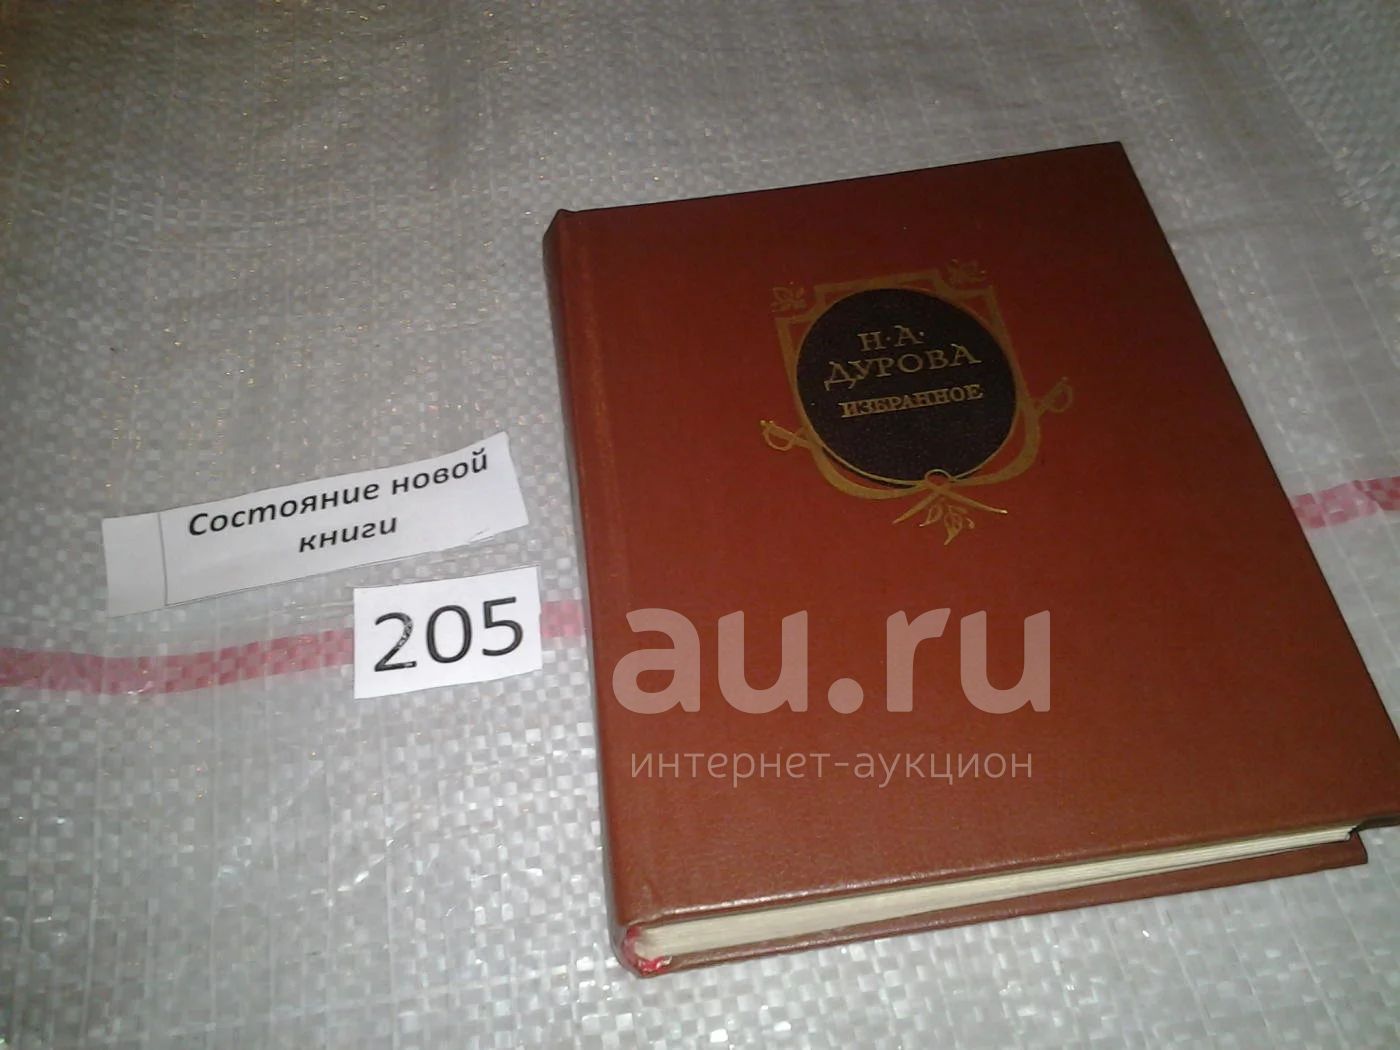 Н·А·
ДУРОВА
ИЗБРАННОЕ
Состояние новой
книги
205
au.ru
интернет-аукцион